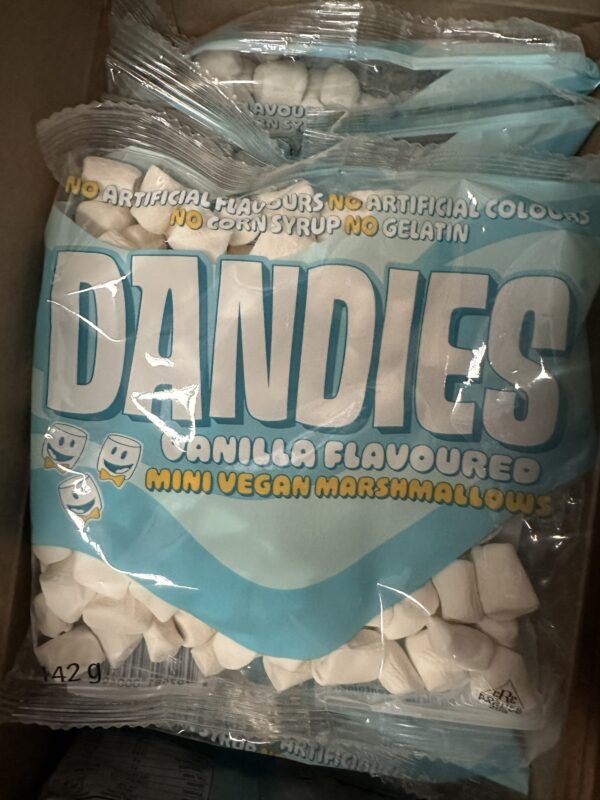 NO ARTIFICIAL FLAVOURS NO ARTIFICIAL COLOURS
NO CORN SYRUP NO GELATIN
DANDIES
VANILLA FLAVOURED
MINI VEGAN MARSHMALLOWS
142 g